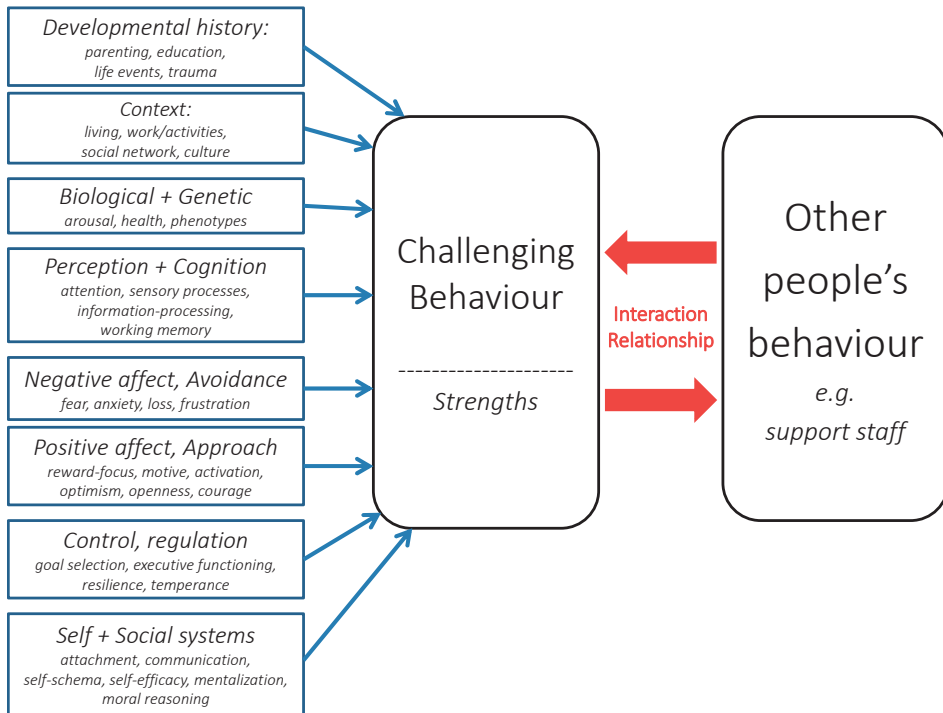 Developmental history:
parenting, education,
life events, trauma
Context:
living, work/activities,
social network, culture
Biological + Genetic
arousal, health, phenotypes
Perception + Cognition
attention, sensory processes,
information-processing,
working memory
Negative affect, Avoidance
fear, anxiety, loss, frustration
Positive affect, Approach
reward-focus, motive, activation,
optimism, openness, courage
Control, regulation
goal selection, executive functioning,
resilience, temperance
Self + Social systems
attachment, communication,
self-schema, self-efficacy, mentalization,
moral reasoning
Challenging
Behaviour
---------------------
Strengths
Interaction
Relationship
Other
people's
behaviour
e.g.
support staff